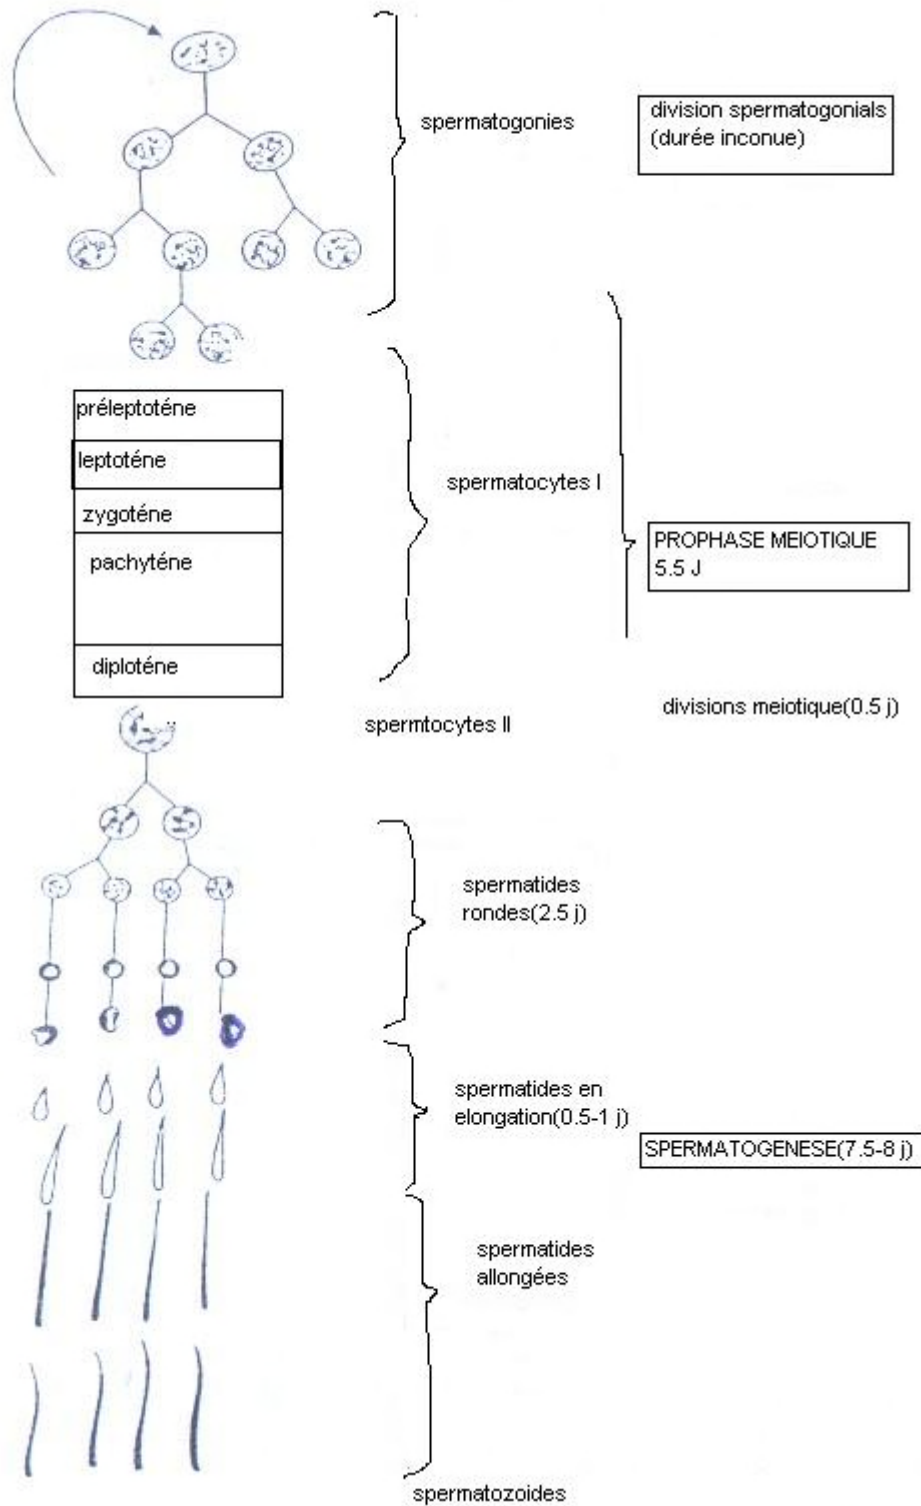 spermatogonies
division spermatogonials
(durée inconue)
préleptoténe
leptoténe
zygoténe
pachyténe
diploténe
spermatocytes I
PROPHASE MEIOTIQUE
5.5 J
spermtocytes II
divisions meiotique(0.5 j)
spermatides
rondes(2.5 j)
spermatides en
elongation(0.5-1 j)
SPERMATOGENESE(7.5-8 j)
spermatides
allongées
spermatozoides